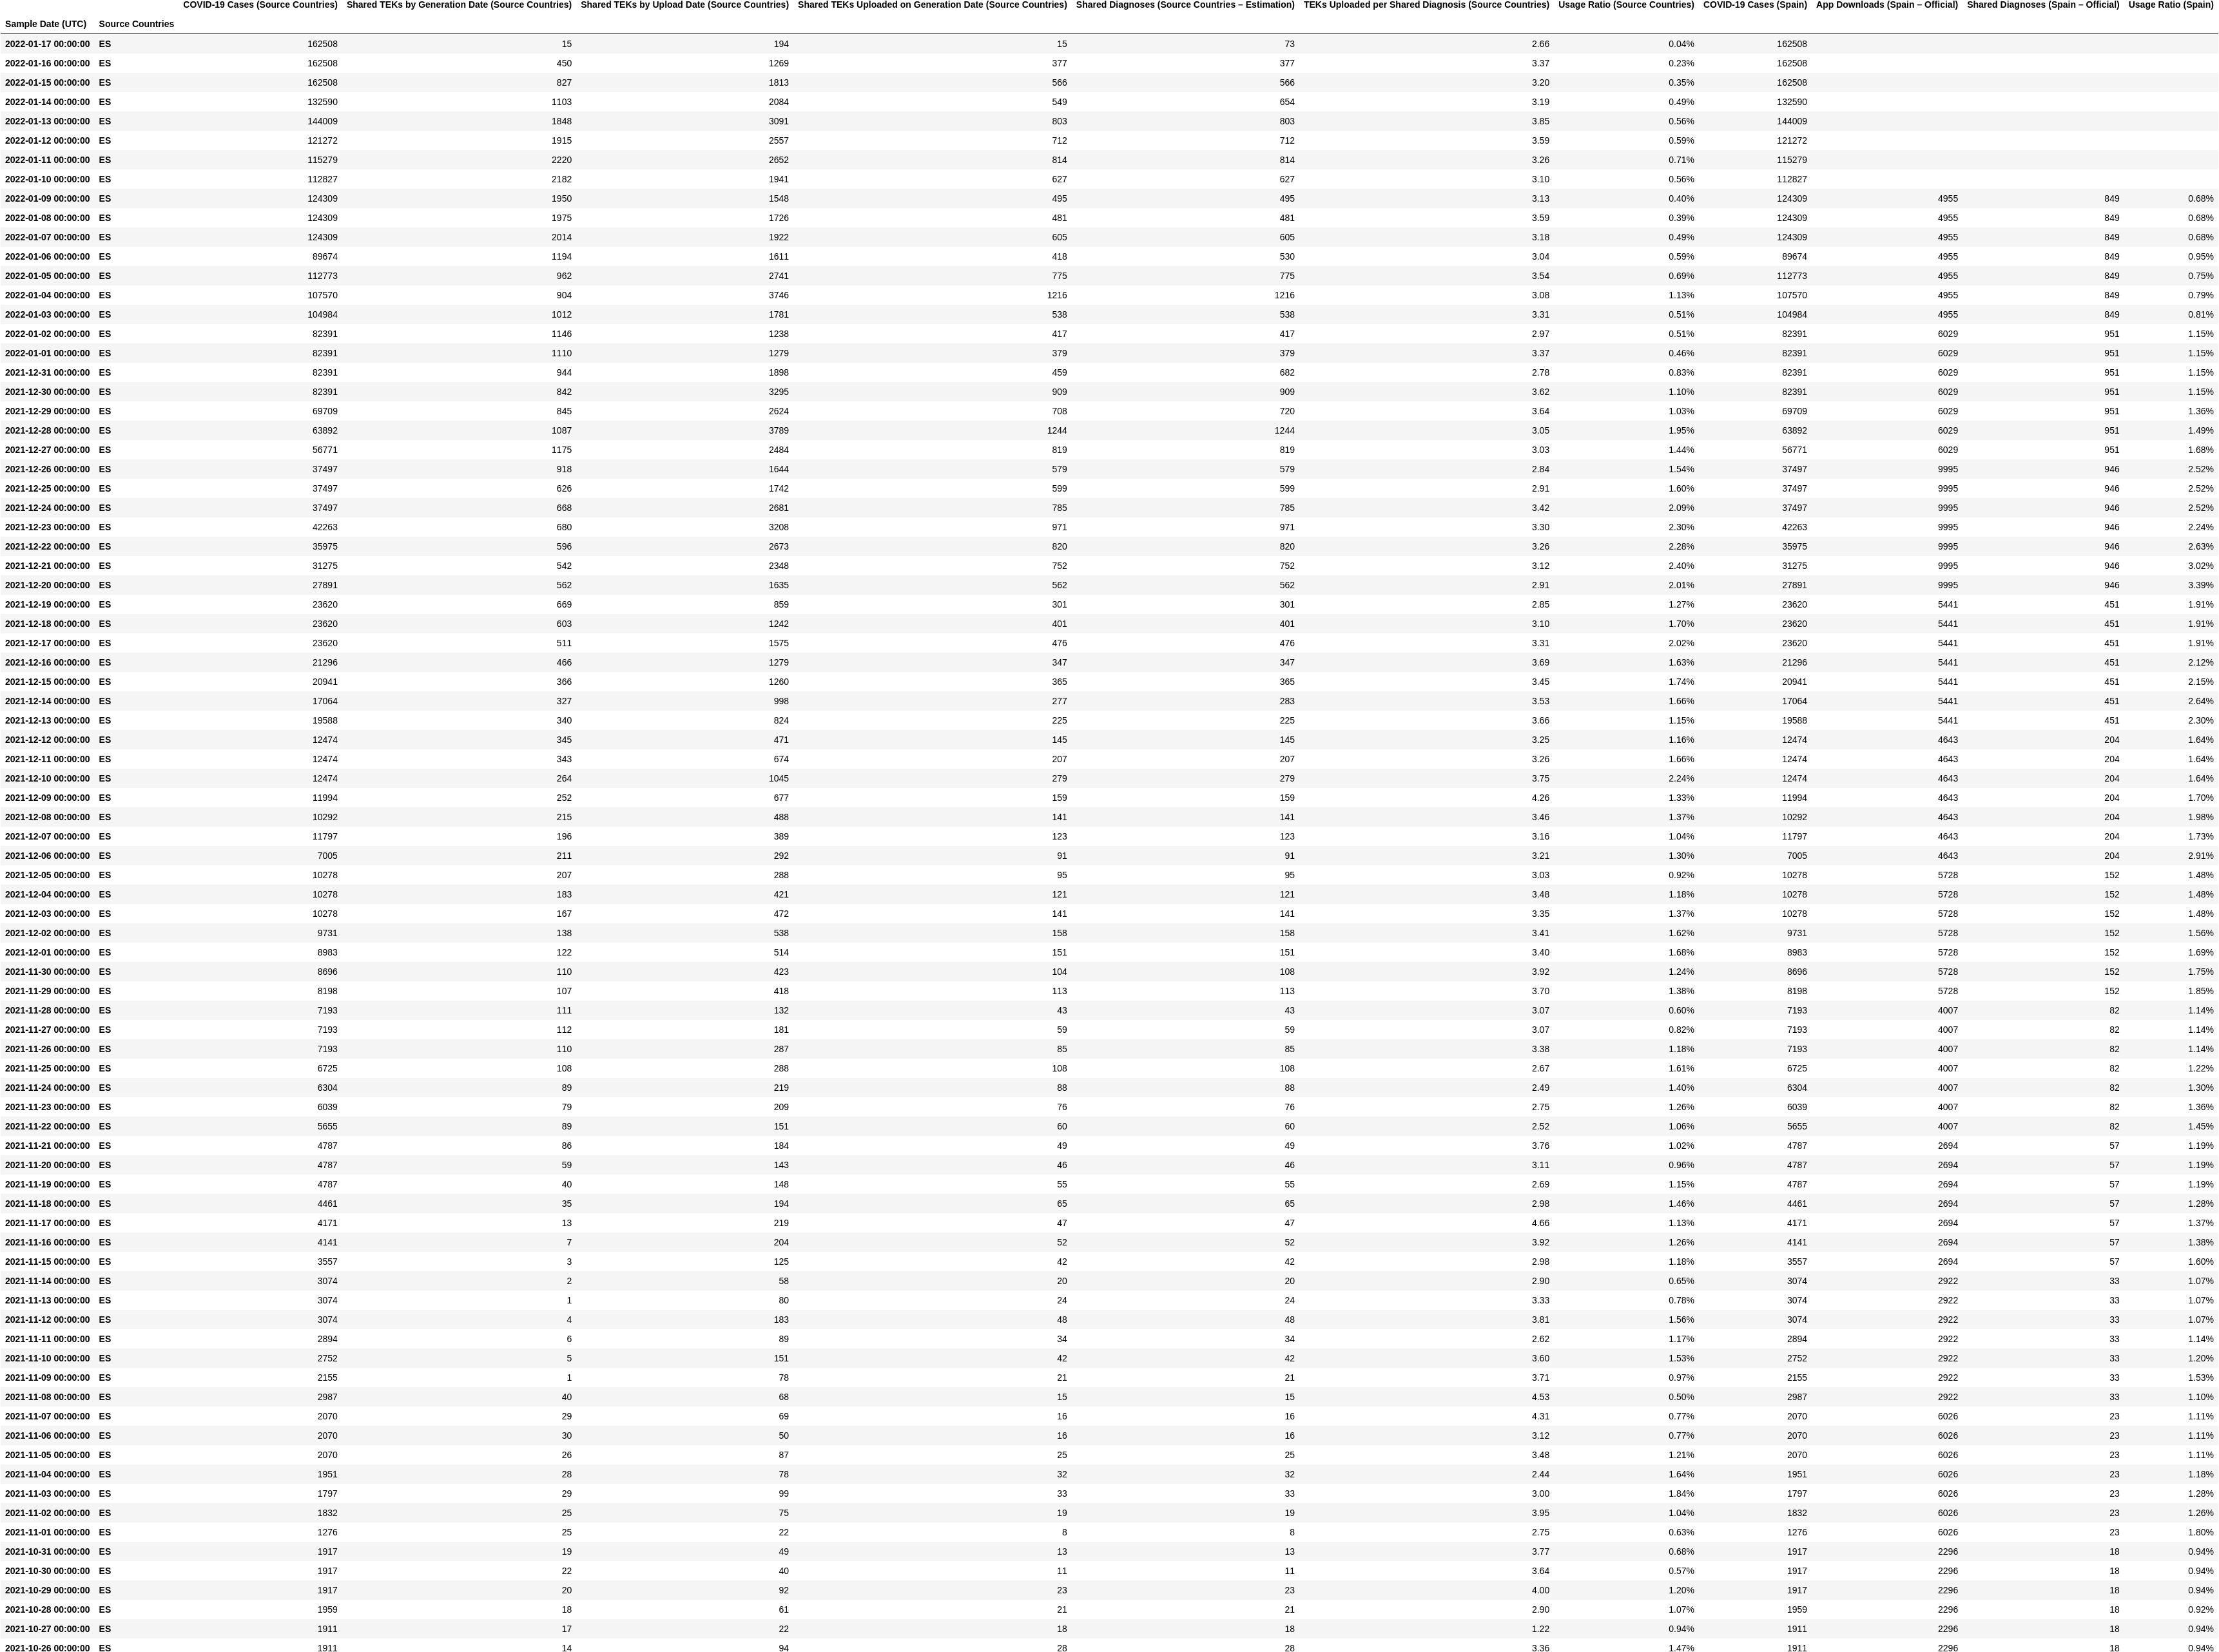 COVID-19 Cases (Source Countries) Shared TEKs by Generation Date (Source Countries) Shared TEKs by Upload Date (Source Countries) Shared TEKs Uploaded on Generation Date (Source Countries) Shared Diagnoses (Source Countries – Estimation) TEKs Uploaded per Shared Diagnosis (Source Countries) Usage Ratio (Source Countries) COVID-19 Cases (Spain) App Downloads (Spain – Official) Shared Diagnoses (Spain – Official) Usage Ratio (Spain)
Sample Date (UTC) Source Countries
2022-01-17 00:00:00 ES 162508 15 194 15 73 2.66 0.04% 162508
2022-01-16 00:00:00 ES 162508 450 1269 377 377 3.37 0.23% 162508
2022-01-15 00:00:00 ES 162508 827 1813 566 566 3.20 0.35% 162508
2022-01-14 00:00:00 ES 132590 1103 2084 549 654 3.19 0.49% 132590
2022-01-13 00:00:00 ES 144009 1848 3091 803 803 3.85 0.56% 144009
2022-01-12 00:00:00 ES 121272 1915 2557 712 712 3.59 0.59% 121272
2022-01-11 00:00:00 ES 115279 2220 2652 814 814 3.26 0.71% 115279
2022-01-10 00:00:00 ES 112827 2182 1941 627 627 3.10 0.56% 112827
2022-01-09 00:00:00 ES 124309 1950 1548 495 495 3.13 0.40% 124309 4955 849 0.68%
2022-01-08 00:00:00 ES 124309 1975 1726 481 481 3.59 0.39% 124309 4955 849 0.68%
2022-01-07 00:00:00 ES 124309 2014 1922 605 605 3.18 0.49% 124309 4955 849 0.68%
2022-01-06 00:00:00 ES 89674 1194 1611 418 530 3.04 0.59% 89674 4955 849 0.95%
2022-01-05 00:00:00 ES 112773 962 2741 775 775 3.54 0.69% 112773 4955 849 0.75%
2022-01-04 00:00:00 ES 107570 904 3746 1216 1216 3.08 1.13% 107570 4955 849 0.79%
2022-01-03 00:00:00 ES 104984 1012 1781 538 538 3.31 0.51% 104984 4955 849 0.81%
2022-01-02 00:00:00 ES 82391 1146 1238 417 417 2.97 0.51% 82391 6029 951 1.15%
2022-01-01 00:00:00 ES 82391 1110 1279 379 379 3.37 0.46% 82391 6029 951 1.15%
2021-12-31 00:00:00 ES 82391 944 1898 459 682 2.78 0.83% 82391 6029 951 1.15%
2021-12-30 00:00:00 ES 82391 842 3295 909 909 3.62 1.10% 82391 6029 951 1.15%
2021-12-29 00:00:00 ES 69709 845 2624 708 720 3.64 1.03% 69709 6029 951 1.36%
2021-12-28 00:00:00 ES 63892 1087 3789 1244 1244 3.05 1.95% 63892 6029 951 1.49%
2021-12-27 00:00:00 ES 56771 1175 2484 819 819 3.03 1.44% 56771 6029 951 1.68%
2021-12-26 00:00:00 ES 37497 918 1644 579 579 2.84 1.54% 37497 9995 946 2.52%
2021-12-25 00:00:00 ES 37497 626 1742 599 599 2.91 1.60% 37497 9995 946 2.52%
2021-12-24 00:00:00 ES 37497 668 2681 785 785 3.42 2.09% 37497 9995 946 2.52%
2021-12-23 00:00:00 ES 42263 680 3208 971 971 3.30 2.30% 42263 9995 946 2.24%
2021-12-22 00:00:00 ES 35975 596 2673 820 820 3.26 2.28% 35975 9995 946 2.63%
2021-12-21 00:00:00 ES 31275 542 2348 752 752 3.12 2.40% 31275 9995 946 3.02%
2021-12-20 00:00:00 ES 27891 562 1635 562 562 2.91 2.01% 27891 9995 946 3.39%
2021-12-19 00:00:00 ES 23620 669 859 301 301 2.85 1.27% 23620 5441 451 1.91%
2021-12-18 00:00:00 ES 23620 603 1242 401 401 3.10 1.70% 23620 5441 451 1.91%
2021-12-17 00:00:00 ES 23620 511 1575 476 476 3.31 2.02% 23620 5441 451 1.91%
2021-12-16 00:00:00 ES 21296 466 1279 347 347 3.69 1.63% 21296 5441 451 2.12%
2021-12-15 00:00:00 ES 20941 366 1260 365 365 3.45 1.74% 20941 5441 451 2.15%
2021-12-14 00:00:00 ES 17064 327 998 277 283 3.53 1.66% 17064 5441 451 2.64%
2021-12-13 00:00:00 ES 19588 340 824 225 225 3.66 1.15% 19588 5441 451 2.30%
2021-12-12 00:00:00 ES 12474 345 471 145 145 3.25 1.16% 12474 4643 204 1.64%
2021-12-11 00:00:00 ES 12474 343 674 207 207 3.26 1.66% 12474 4643 204 1.64%
2021-12-10 00:00:00 ES 12474 264 1045 279 279 3.75 2.24% 12474 4643 204 1.64%
2021-12-09 00:00:00 ES 11994 252 677 159 159 4.26 1.33% 11994 4643 204 1.70%
2021-12-08 00:00:00 ES 10292 215 488 141 141 3.46 1.37% 10292 4643 204 1.98%
2021-12-07 00:00:00 ES 11797 196 389 123 123 3.16 1.04% 11797 4643 204 1.73%
2021-12-06 00:00:00 ES 7005 211 292 91 91 3.21 1.30% 7005 4643 204 2.91%
2021-12-05 00:00:00 ES 10278 207 288 95 95 3.03 0.92% 10278 5728 152 1.48%
2021-12-04 00:00:00 ES 10278 183 421 121 121 3.48 1.18% 10278 5728 152 1.48%
2021-12-03 00:00:00 ES 10278 167 472 141 141 3.35 1.37% 10278 5728 152 1.48%
2021-12-02 00:00:00 ES 9731 138 538 158 158 3.41 1.62% 9731 5728 152 1.56%
2021-12-01 00:00:00 ES 8983 122 514 151 151 3.40 1.68% 8983 5728 152 1.69%
2021-11-30 00:00:00 ES 8696 110 423 104 108 3.92 1.24% 8696 5728 152 1.75%
2021-11-29 00:00:00 ES 8198 107 418 113 113 3.70 1.38% 8198 5728 152 1.85%
2021-11-28 00:00:00 ES 7193 111 132 43 43 3.07 0.60% 7193 4007 82 1.14%
2021-11-27 00:00:00 ES 7193 112 181 59 59 3.07 0.82% 7193 4007 82 1.14%
2021-11-26 00:00:00 ES 7193 110 287 85 85 3.38 1.18% 7193 4007 82 1.14%
2021-11-25 00:00:00 ES 6725 108 288 108 108 2.67 1.61% 6725 4007 82 1.22%
2021-11-24 00:00:00 ES 6304 89 219 88 88 2.49 1.40% 6304 4007 82 1.30%
2021-11-23 00:00:00 ES 6039 79 209 76 76 2.75 1.26% 6039 4007 82 1.36%
2021-11-22 00:00:00 ES 5655 89 151 60 60 2.52 1.06% 5655 4007 82 1.45%
2021-11-21 00:00:00 ES 4787 86 184 49 49 3.76 1.02% 4787 2694 57 1.19%
2021-11-20 00:00:00 ES 4787 59 143 46 46 3.11 0.96% 4787 2694 57 1.19%
2021-11-19 00:00:00 ES 4787 40 148 55 55 2.69 1.15% 4787 2694 57 1.19%
2021-11-18 00:00:00 ES 4461 35 194 65 65 2.98 1.46% 4461 2694 57 1.28%
2021-11-17 00:00:00 ES 4171 13 219 47 47 4.66 1.13% 4171 2694 57 1.37%
2021-11-16 00:00:00 ES 4141 7 204 52 52 3.92 1.26% 4141 2694 57 1.38%
2021-11-15 00:00:00 ES 3557 3 125 42 42 2.98 1.18% 3557 2694 57 1.60%
2021-11-14 00:00:00 ES 3074 2 58 20 20 2.90 0.65% 3074 2922 33 1.07%
2021-11-13 00:00:00 ES 3074 1 80 24 24 3.33 0.78% 3074 2922 33 1.07%
2021-11-12 00:00:00 ES 3074 4 183 48 48 3.81 1.56% 3074 2922 33 1.07%
2021-11-11 00:00:00 ES 2894 6 89 34 34 2.62 1.17% 2894 2922 33 1.14%
2021-11-10 00:00:00 ES 2752 5 151 42 42 3.60 1.53% 2752 2922 33 1.20%
2021-11-09 00:00:00 ES 2155 1 78 21 21 3.71 0.97% 2155 2922 33 1.53%
2021-11-08 00:00:00 ES 2987 40 68 15 15 4.53 0.50% 2987 2922 33 1.10%
2021-11-07 00:00:00 ES 2070 29 69 16 16 4.31 0.77% 2070 6026 23 1.11%
2021-11-06 00:00:00 ES 2070 30 50 16 16 3.12 0.77% 2070 6026 23 1.11%
2021-11-05 00:00:00 ES 2070 26 87 25 25 3.48 1.21% 2070 6026 23 1.11%
2021-11-04 00:00:00 ES 1951 28 78 32 32 2.44 1.64% 1951 6026 23 1.18%
2021-11-03 00:00:00 ES 1797 29 99 33 33 3.00 1.84% 1797 6026 23 1.28%
2021-11-02 00:00:00 ES 1832 25 75 19 19 3.95 1.04% 1832 6026 23 1.26%
2021-11-01 00:00:00 ES 1276 25 22 8 8 2.75 0.63% 1276 6026 23 1.80%
2021-10-31 00:00:00 ES 1917 19 49 13 13 3.77 0.68% 1917 2296 18 0.94%
2021-10-30 00:00:00 ES 1917 22 40 11 11 3.64 0.57% 1917 2296 18 0.94%
2021-10-29 00:00:00 ES 1917 20 92 23 23 4.00 1.20% 1917 2296 18 0.94%
2021-10-28 00:00:00 ES 1959 18 61 21 21 2.90 1.07% 1959 2296 18 0.92%
2021-10-27 00:00:00 ES 1911 17 22 18 18 1.22 0.94% 1911 2296 18 0.94%
2021-10-26 00:00:00 ES 1911 14 94 28 28 3.36 1.47% 1911 2296 18 0.94%